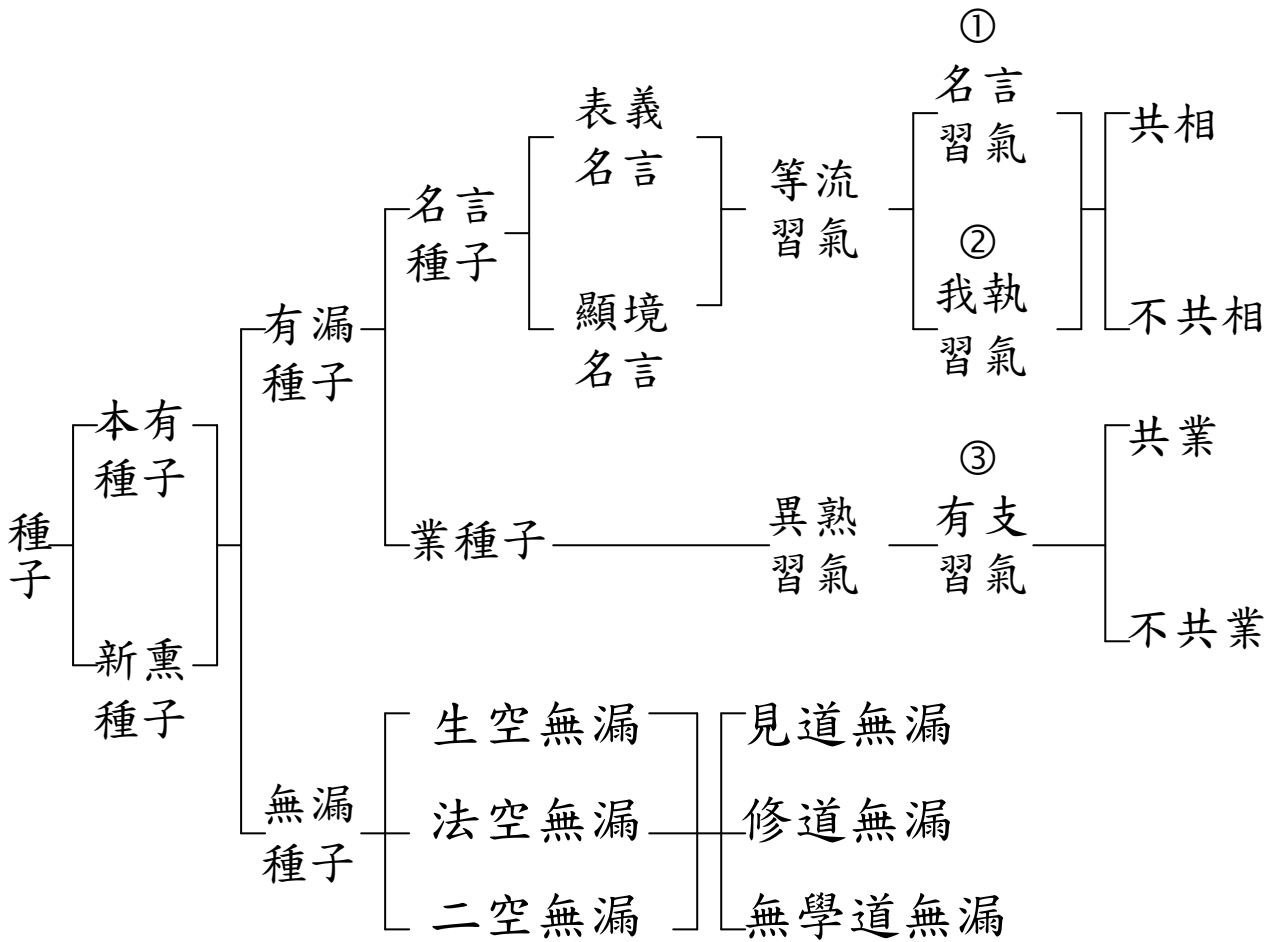 種
子
本有
種子
新熏
種子
有漏
種子
無漏
種子
名言
種子
業種子
表義
名言
顯境
名言
等流
習氣
異熟
習氣
①
名言
習氣
②
我執
習氣
③
有支
習氣
共相
不共相
共業
不共業
生空無漏
法空無漏
二空無漏
見道無漏
修道無漏
無學道無漏